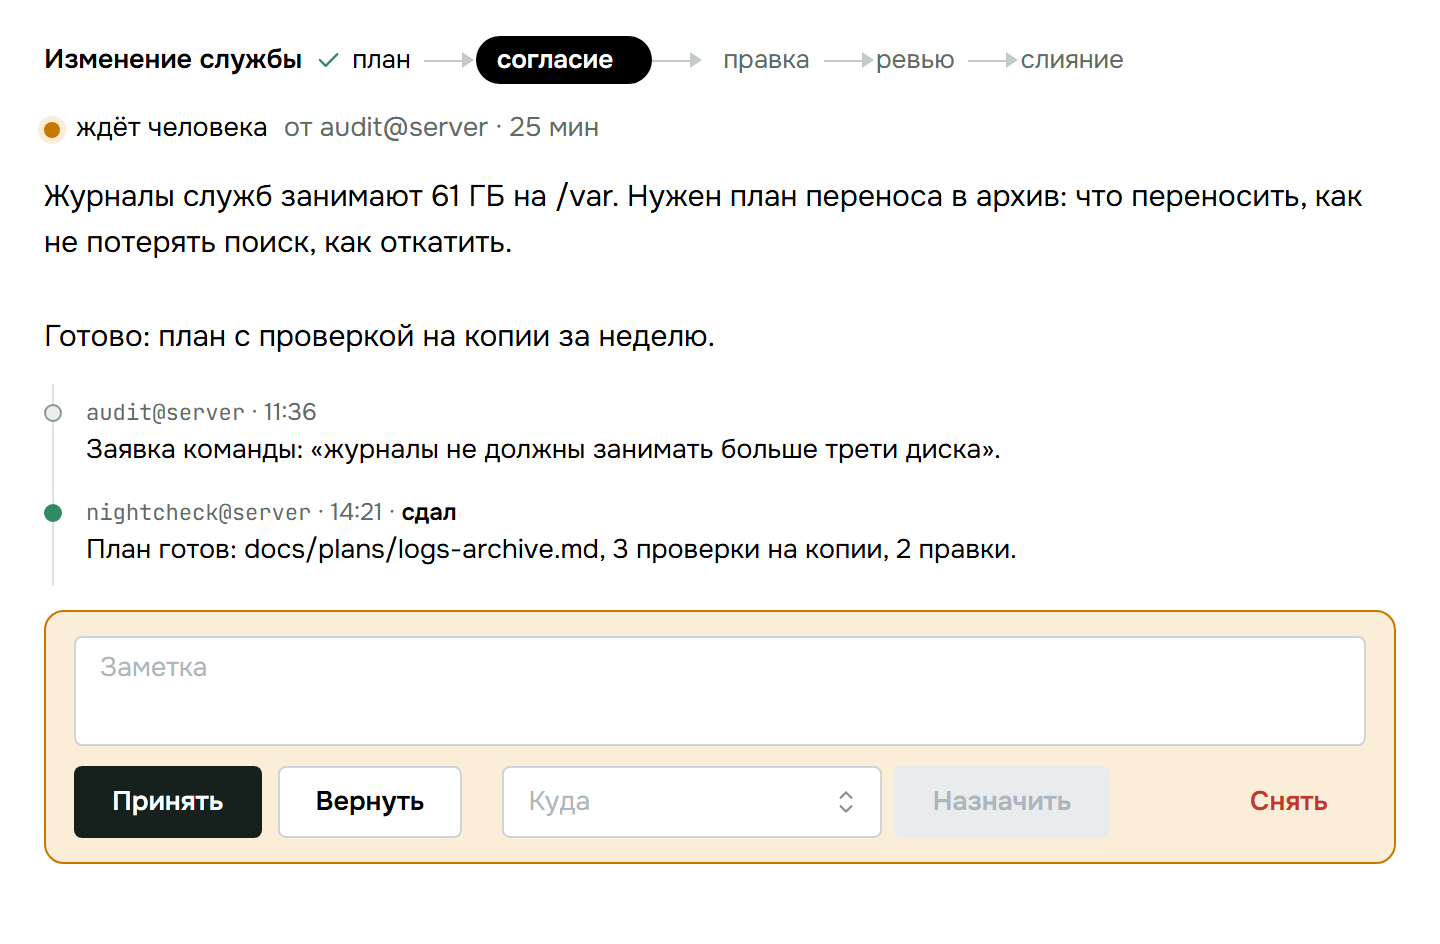 Изменение службы план согласие правка ревью слияние
ждёт человека от audit@server · 25 мин
Журналы служб занимают 61 ГБ на /var. Нужен план переноса в архив: что переносить, как
не потерять поиск, как откатить.
Готово: план с проверкой на копии за неделю.
audit@server · 11:36
Заявка команды: «журналы не должны занимать больше трети диска».
nightcheck@server · 14:21 · сдал
План готов: docs/plans/logs-archive.md, 3 проверки на копии, 2 правки.
Заметка
Принять Вернуть Куда Назначить Снять